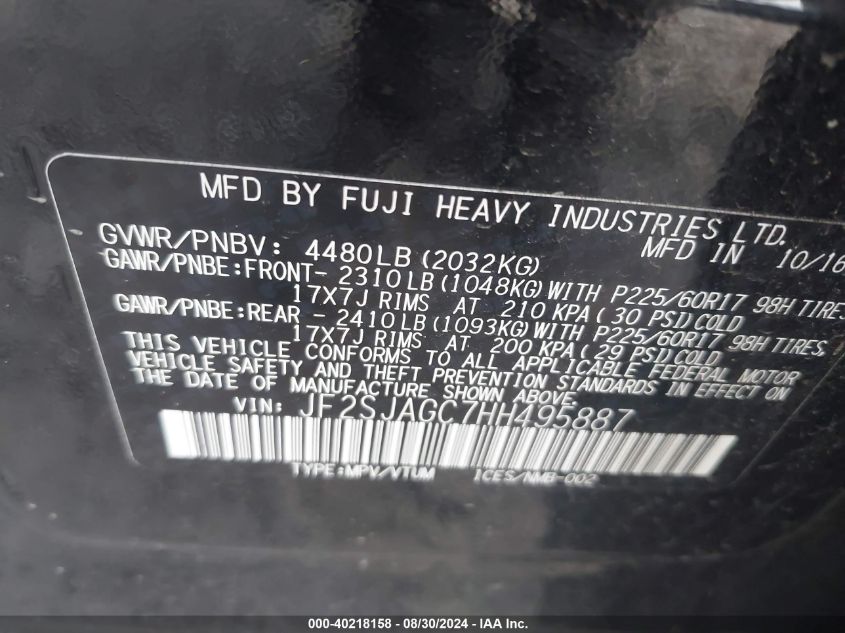 MFD BY FUJI HEAVY INDUSTRIES LTD.
MFD IN 10/16
GVWR/PNBV: 4480LB(2032KG)
GAWR/PNBE:FRONT- 2310LB(1048KG)WITH P225/60R17 98H TIRES
17X7J RIMS AT 210 KPA(30 PSI)COLD
GAWR/PNBE:REAR - 2410LB(1093KG)WITH P225/60R17 98H TIRES,
17X7J RIMS AT 200 KPA(29 PSI)COLD
THIS VEHICLE CONFORMS TO ALL APPLICABLE FEDERAL MOTOR
VEHICLE SAFETY AND THEFT PREVENTION STANDARDS IN EFFECT ON
THE DATE OF MANUFACTURE SHOWN ABOVE.
VIN: JF2SJAGC7HH495887
TYPE:MPV/VTUM ICES/NMB-002
000-40218158 - 08/30/2024 - IAA Inc.